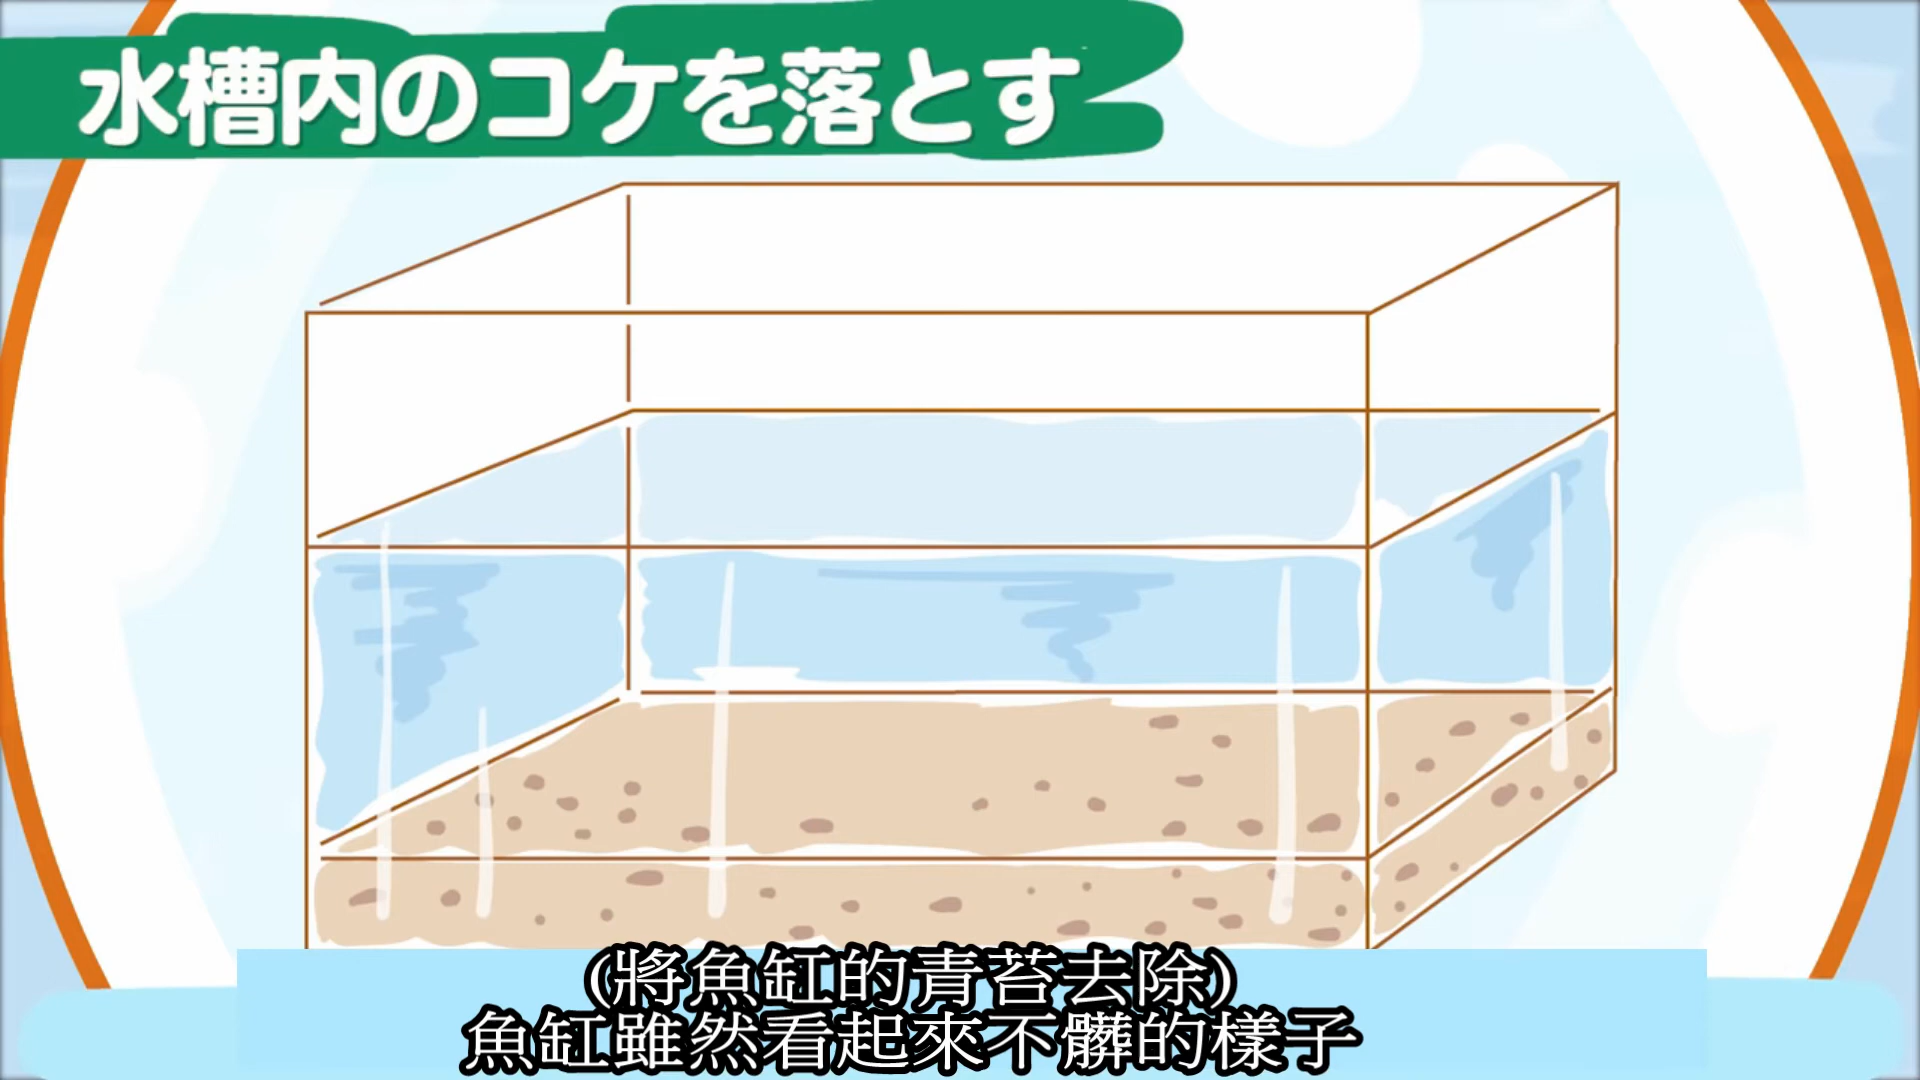 水槽内のコケを落とす
(將魚缸的青苔去除)
魚缸雖然看起來不髒的樣子